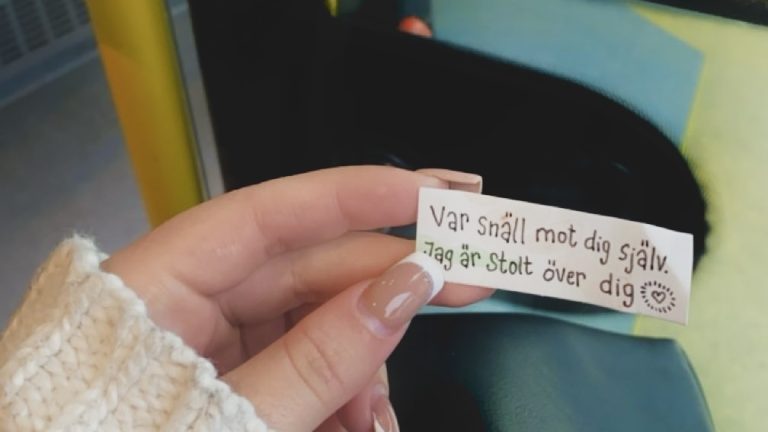 Var snäll mot dig själv.
Jag är Stolt över dig